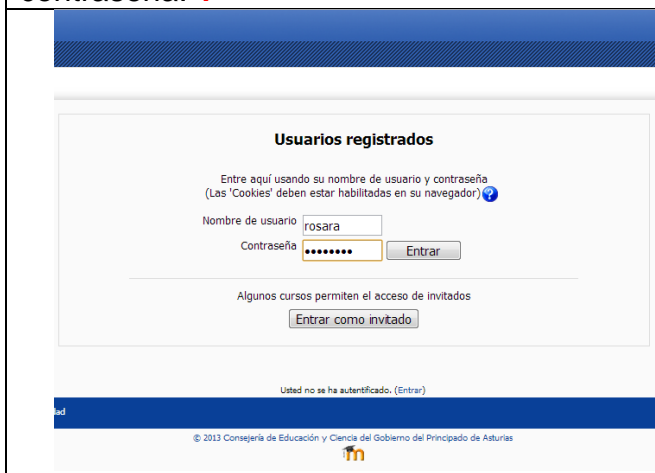 contraseña.
Usuarios registrados
Entre aquí usando su nombre de usuario y contraseña
(Las 'Cookies' deben estar habilitadas en su navegador) ?
Nombre de usuario rosara
Contraseña •••••••• Entrar
Algunos cursos permiten el acceso de invitados
Entrar como invitado
Usted no se ha autentificado. (Entrar)
© 2013 Consejería de Educación y Ciencia del Gobierno del Principado de Asturias
m